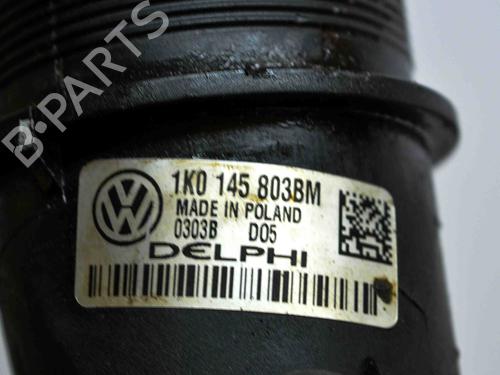 B·PARTS
1K0 145 803BM
MADE IN POLAND
0303B D05
DELPHI